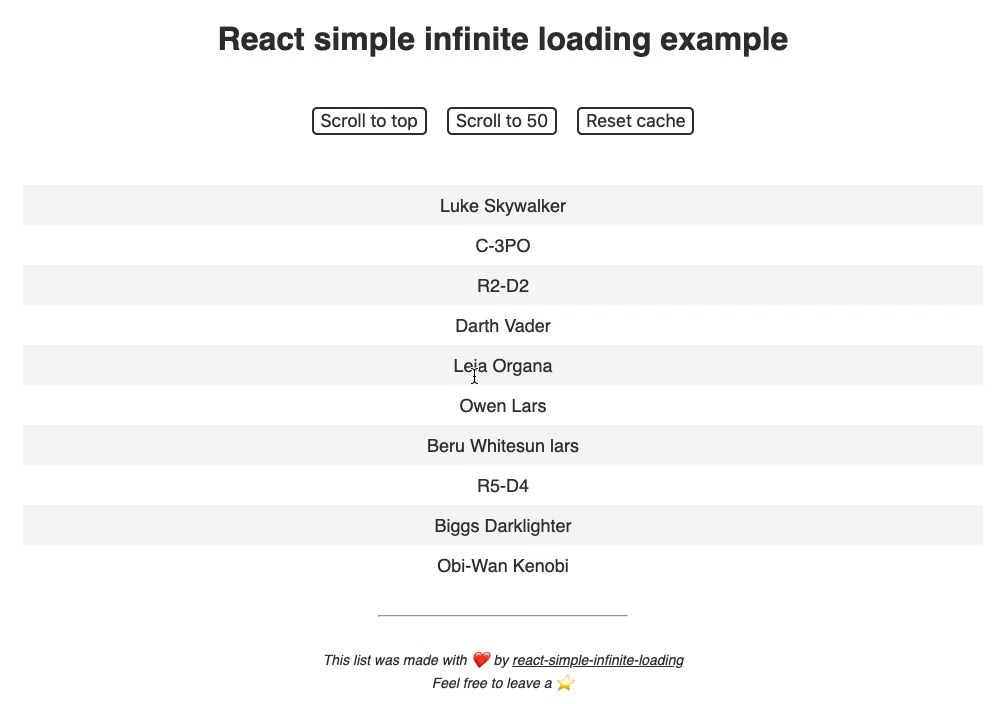 React simple infinite loading example
Scroll to top Scroll to 50 Reset cache
Luke Skywalker
C-3PO
R2-D2
Darth Vader
Leia Organa
Owen Lars
Beru Whitesun lars
R5-D4
Biggs Darklighter
Obi-Wan Kenobi
This list was made with ❤️ by react-simple-infinite-loading
Feel free to leave a ⭐